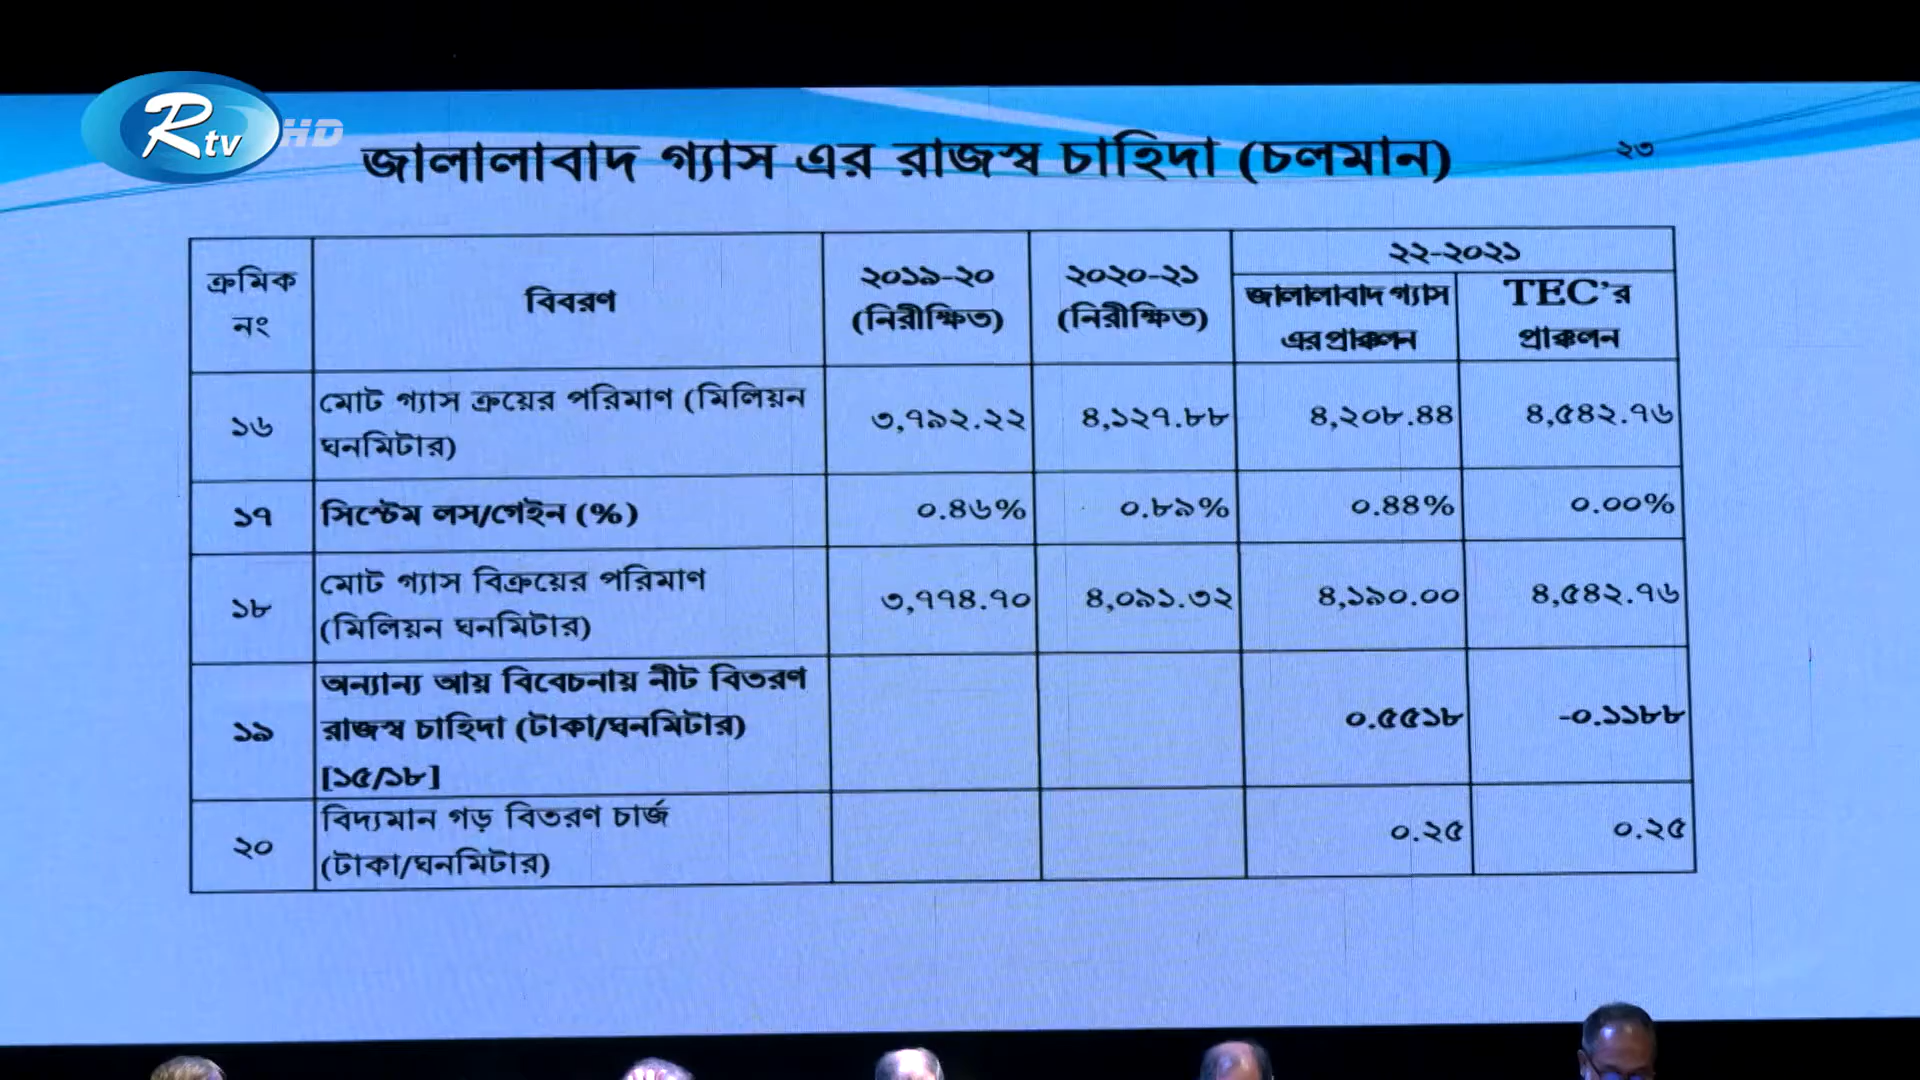 Rtv HD
জালালাবাদ গ্যাস এর রাজস্ব চাহিদা (চলমান)
২৩
ক্রমিক নং
বিবরণ
২০১৯-২০ (নিরীক্ষিত)
২০২০-২১ (নিরীক্ষিত)
২২-২০২১
জালালাবাদ গ্যাস এর প্রাক্কলন
TEC’র প্রাক্কলন
১৬ মোট গ্যাস ক্রয়ের পরিমাণ (মিলিয়ন ৩,৭৯২.২২ ৪,১২৭.৮৮ ৪,২০৮.৪৪ ৪,৫৪২.৭৬
ঘনমিটার)
১৭ সিস্টেম লস/গেইন (%) ০.৪৬% ০.৮৯% ০.৪৪% ০.০০%
১৮ মোট গ্যাস বিক্রয়ের পরিমাণ ৩,৭৭৪.৭০ ৪,০৯১.৩২ ৪,১৯০.০০ ৪,৫৪২.৭৬
(মিলিয়ন ঘনমিটার)
অন্যান্য আয় বিবেচনায় নীট বিতরণ
১৯ রাজস্ব চাহিদা (টাকা/ঘনমিটার) ০.৫৫১৮ -০.১১৮৮
[১৫/১৮]
২০ বিদ্যমান গড় বিতরণ চার্জ ০.২৫ ০.২৫
(টাকা/ঘনমিটার)